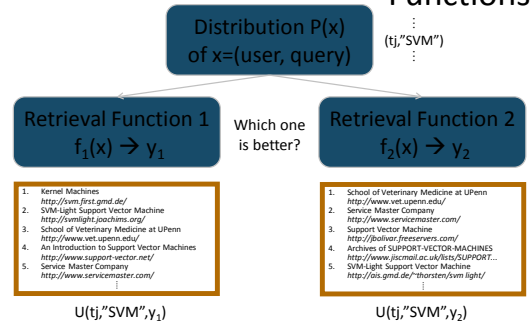 Functions
Distribution P(x)
of x=(user, query)
⋮
(tj,"SVM")
⋮
Retrieval Function 1
f₁(x) → y₁
Which one
is better?
Retrieval Function 2
f₂(x) → y₂
1. Kernel Machines
http://svm.first.gmd.de/
2. SVM-Light Support Vector Machine
http://svmlight.joachims.org/
3. School of Veterinary Medicine at UPenn
http://www.vet.upenn.edu/
4. An Introduction to Support Vector Machines
http://www.support-vector.net/
5. Service Master Company
http://www.servicemaster.com/
⋮
1. School of Veterinary Medicine at UPenn
http://www.vet.upenn.edu/
2. Service Master Company
http://www.servicemaster.com/
3. Support Vector Machine
http://jbolivar.freeservers.com/
4. Archives of SUPPORT-VECTOR-MACHINES
http://www.jiscmail.ac.uk/lists/SUPPORT...
5. SVM-Light Support Vector Machine
http://ais.gmd.de/~thorsten/svm light/
⋮
U(tj,"SVM",y₁)
U(tj,"SVM",y₂)